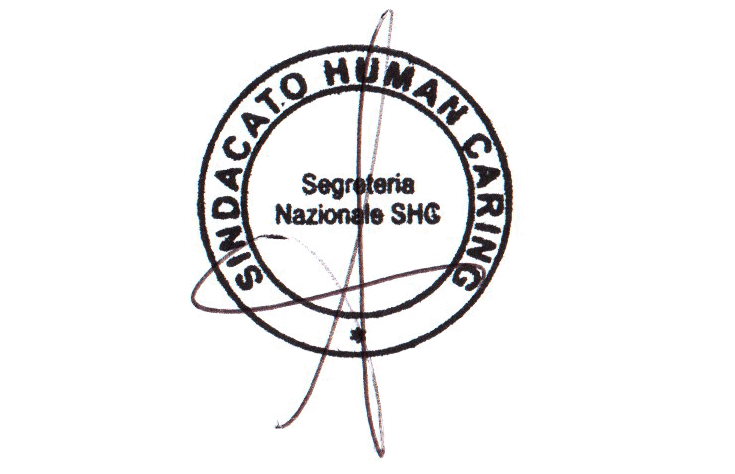 SINDACATO HUMAN CARING
Segreteria
Nazionale SHC
*